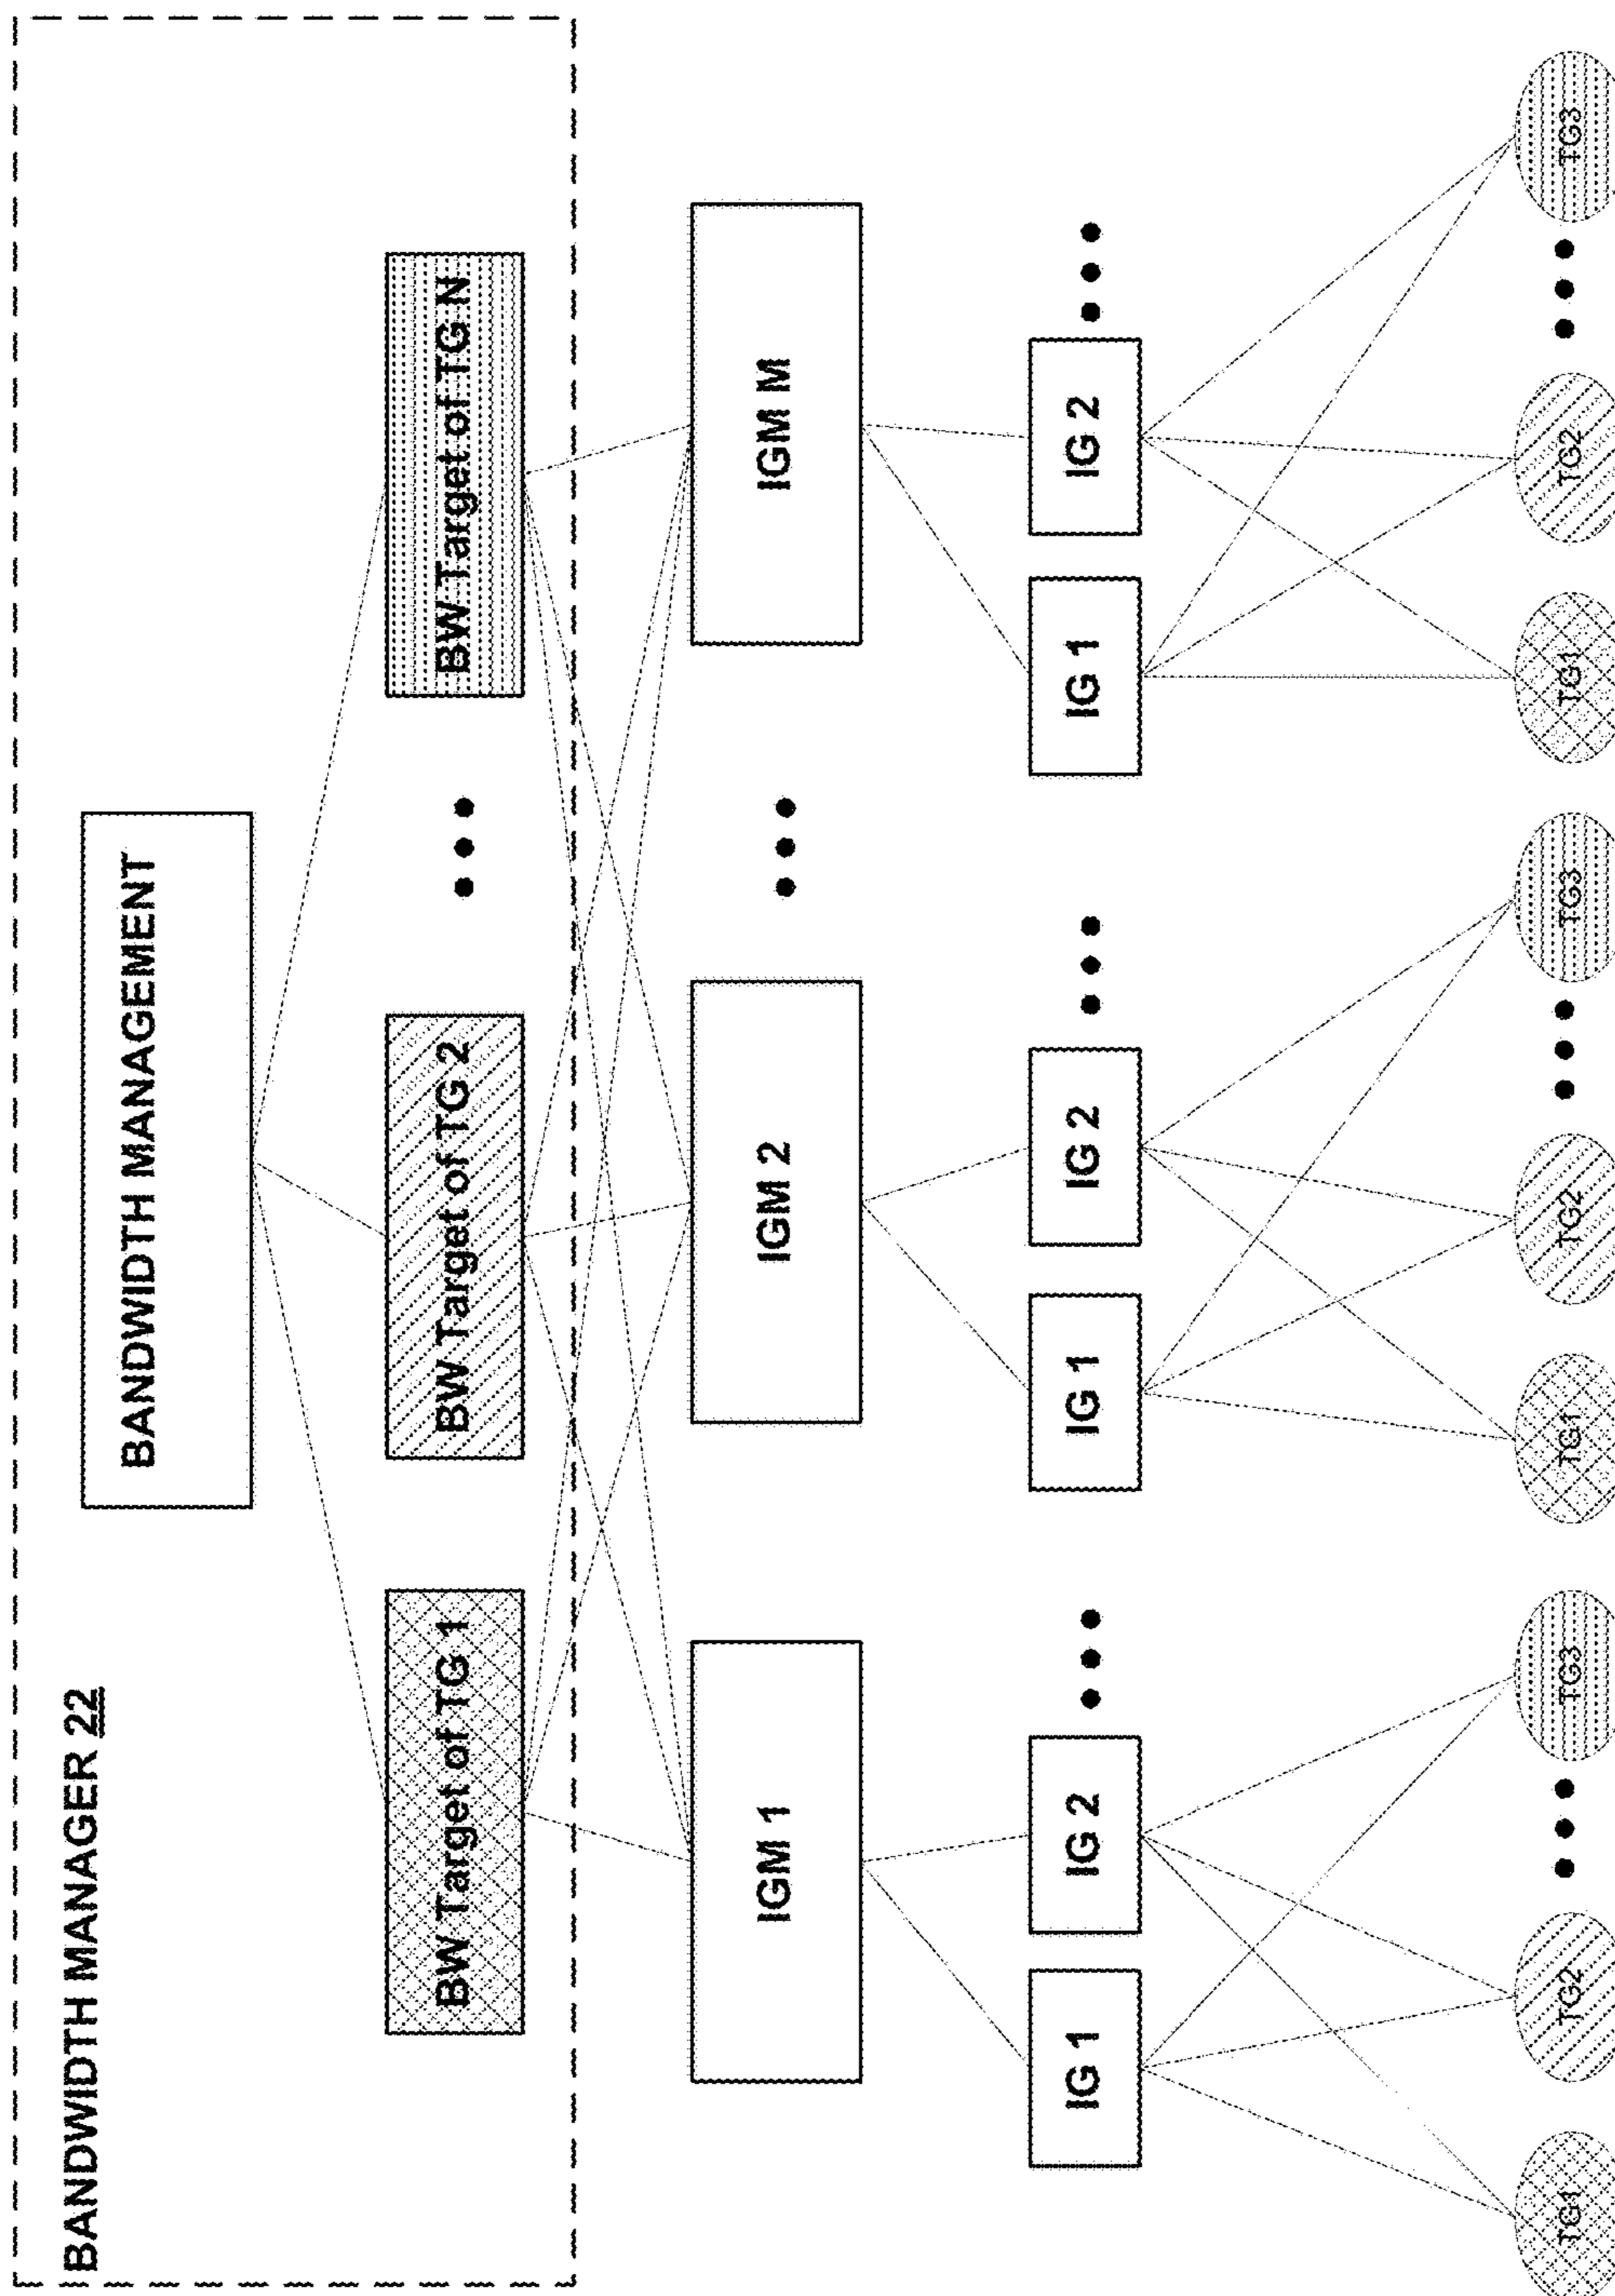 BANDWIDTH MANAGER 22
BANDWIDTH MANAGEMENT
BW Target of TG 1
BW Target of TG 2
BW Target of TG N
IGM 1
IGM 2
IGM M
IG 1
IG 2
IG 1
IG 2
IG 1
IG 2
TG1
TG2
TG3
TG1
TG2
TG3
TG1
TG2
TG3